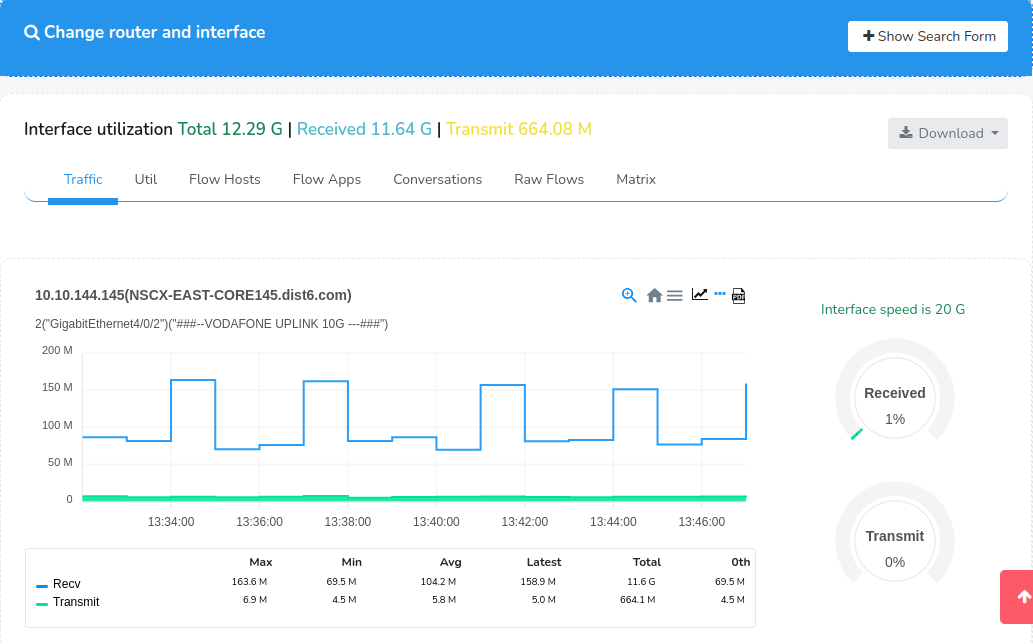 Change router and interface
Show Search Form
Interface utilization Total 12.29 G | Received 11.64 G | Transmit 664.08 M
Download
Traffic Util Flow Hosts Flow Apps Conversations Raw Flows Matrix
10.10.144.145(NSCX-EAST-CORE145.dist6.com)
PDF
2("GigabitEthernet4/0/2")("###--VODAFONE UPLINK 10G ---###")
200 M
150 M
100 M
50 M
0
13:34:00 13:36:00 13:38:00 13:40:00 13:42:00 13:44:00 13:46:00
Max Min Avg Latest Total 0th
Recv 163.6 M 69.5 M 104.2 M 158.9 M 11.6 G 69.5 M
Transmit 6.9 M 4.5 M 5.8 M 5.0 M 664.1 M 4.5 M
Interface speed is 20 G
Received
1%
Transmit
0%